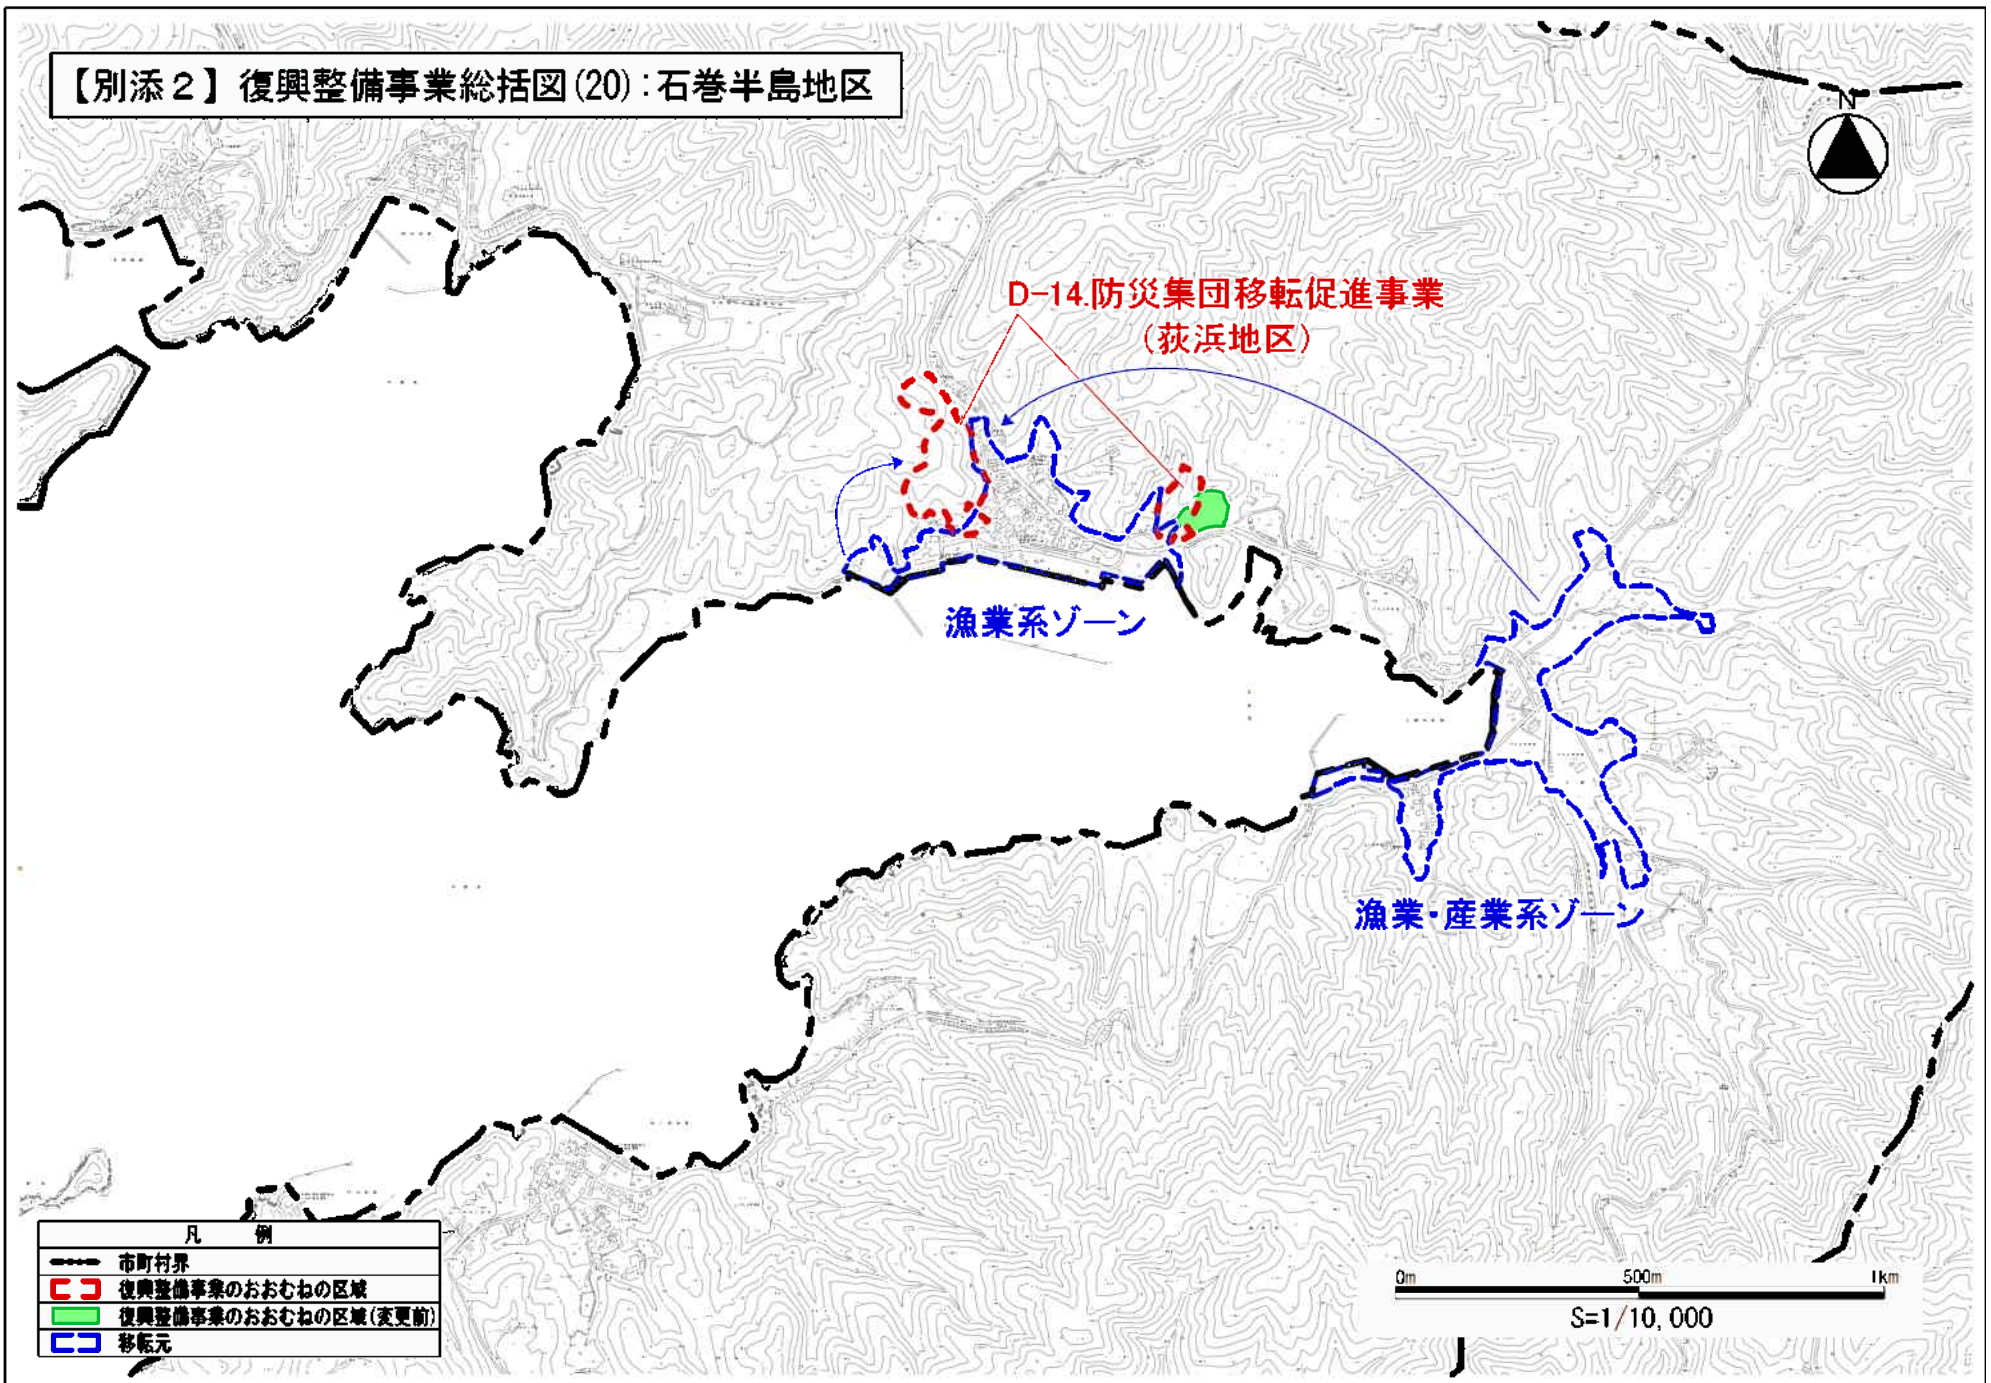 【別添２】復興整備事業総括図(20)：石巻半島地区
N
D-14.防災集団移転促進事業
(荻浜地区)
漁業系ゾーン
漁業・産業系ゾーン
凡 例
市町村界
復興整備事業のおおむねの区域
復興整備事業のおおむねの区域(変更前)
移転元
0m 500m 1km
S=1/10,000